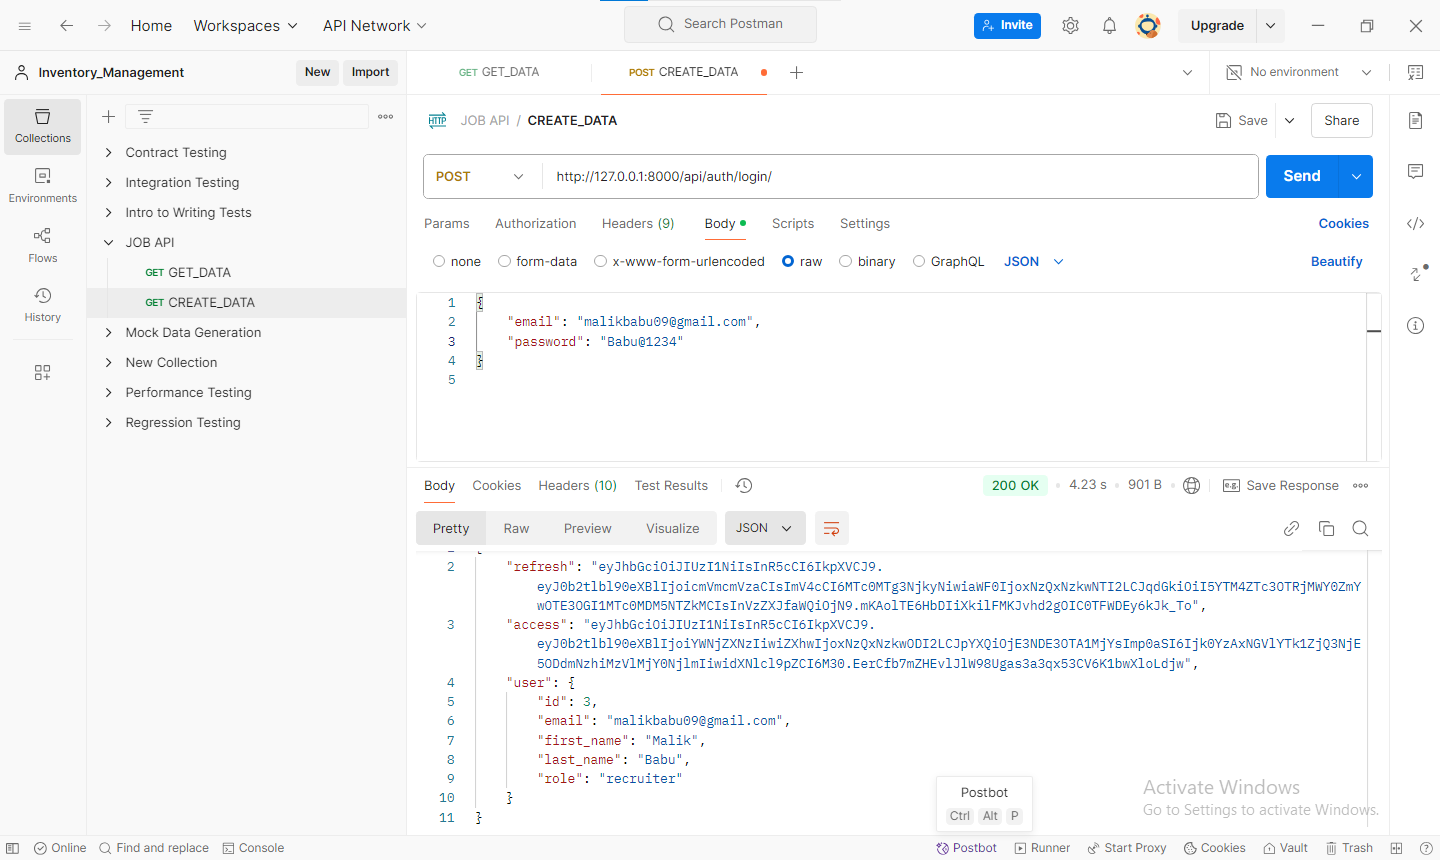 Home Workspaces API Network Search Postman Invite Upgrade
Inventory_Management New Import GET GET_DATA POST CREATE_DATA No environment
Collections
Environments
Flows
History
Contract Testing
Integration Testing
Intro to Writing Tests
JOB API
GET GET_DATA
GET CREATE_DATA
Mock Data Generation
New Collection
Performance Testing
Regression Testing
HTTP JOB API / CREATE_DATA Save Share
POST http://127.0.0.1:8000/api/auth/login/ Send
Params Authorization Headers (9) Body Scripts Settings Cookies
none form-data x-www-form-urlencoded raw binary GraphQL JSON Beautify
1 {
2 "email": "malikbabu09@gmail.com",
3 "password": "Babu@1234"
4 }
5
Body Cookies Headers (10) Test Results 200 OK 4.23 s 901 B e.g. Save Response
Pretty Raw Preview Visualize JSON
2 "refresh": "eyJhbGciOiJIUzI1NiIsInR5cCI6IkpXVCJ9.
eyJ0b2tlbl90eXBlIjoicmVmcmVzaCIsImV4cCI6MTc0MTg3NjkyNiwiaWF0IjoxNzQxNzkwNTI2LCJqdGkiOiI5YTM4ZTc3OTRjMWY0ZmY
wOTE3OGI1MTc0MDM5NTZkMCIsInVzZXJfaWQiOjN9.mKAolTE6HbDIiXkilFMKJvhd2gOIC0TFWDEy6kJk_To",
3 "access": "eyJhbGciOiJIUzI1NiIsInR5cCI6IkpXVCJ9.
eyJ0b2tlbl90eXBlIjoiYWNjZXNzIiwiZXhwIjoxNzQxNzkwODI2LCJpYXQiOjE3NDE3OTA1MjYsImp0aSI6Ijk0YzAxNGVlYTk1ZjQ3NjE
5ODdmNzhiMzVlMjY0NjlmIiwidXNlcl9pZCI6M30.EerCfb7mZHEvlJlW98Ugas3a3qx53CV6K1bwXloLdjw",
4 "user": {
5 "id": 3,
6 "email": "malikbabu09@gmail.com",
7 "first_name": "Malik",
8 "last_name": "Babu",
9 "role": "recruiter"
10 }
11 }
Postbot
Ctrl Alt P
Activate Windows
Go to Settings to activate Windows.
Online Find and replace Console Postbot Runner Start Proxy Cookies Vault Trash